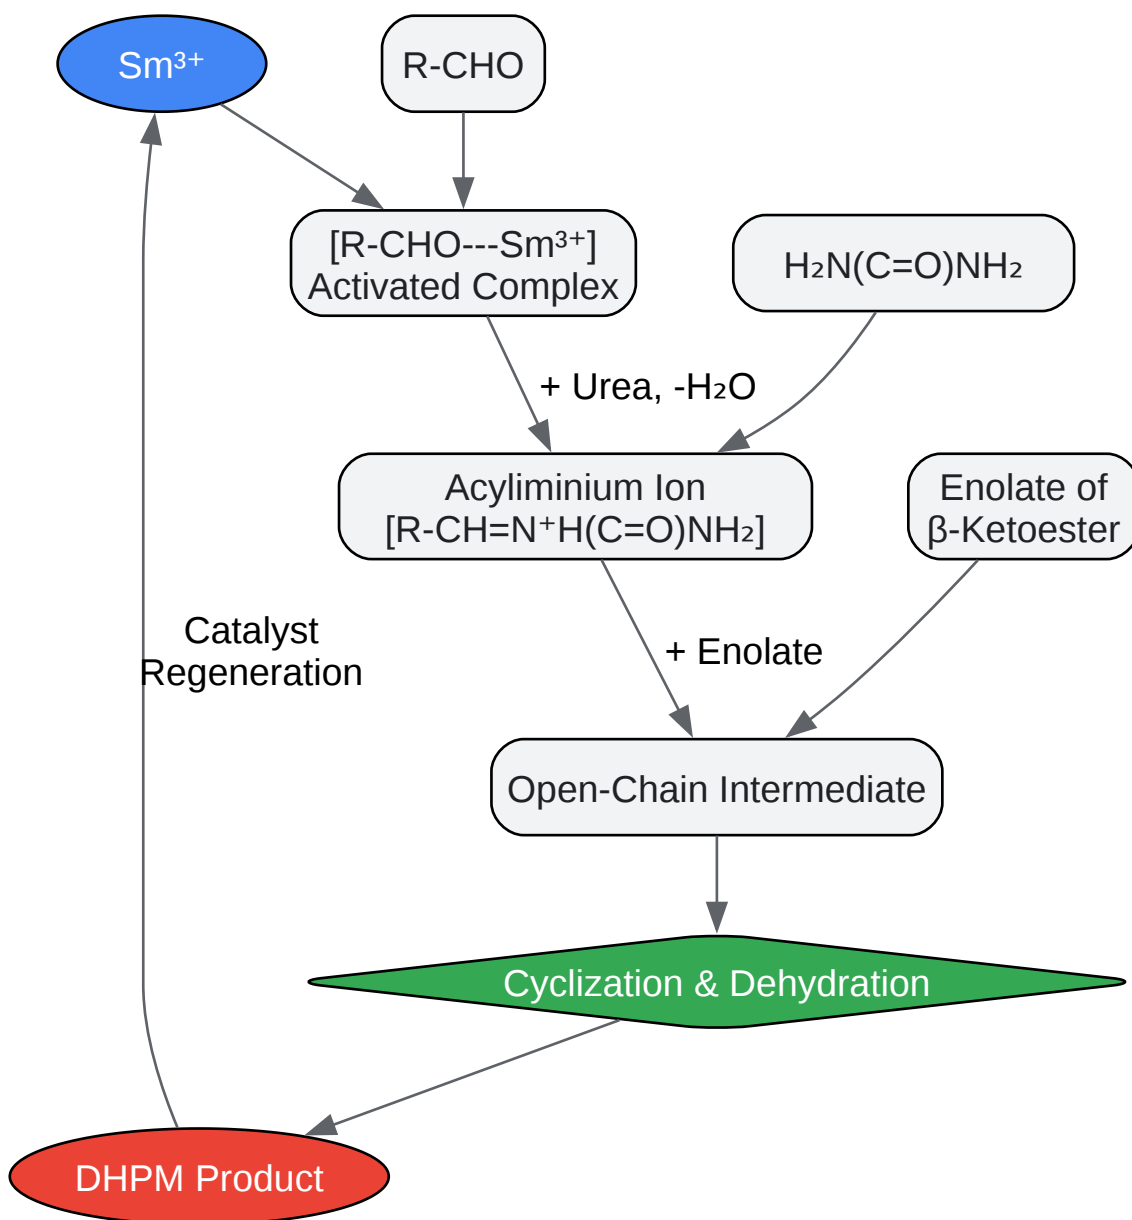 Sm³⁺
R-CHO
[R-CHO---Sm³⁺]
Activated Complex
H₂N(C=O)NH₂
+ Urea, -H₂O
Acyliminium Ion
[R-CH=N⁺H(C=O)NH₂]
Enolate of
β-Ketoester
Catalyst
Regeneration
+ Enolate
Open-Chain Intermediate
Cyclization & Dehydration
DHPM Product